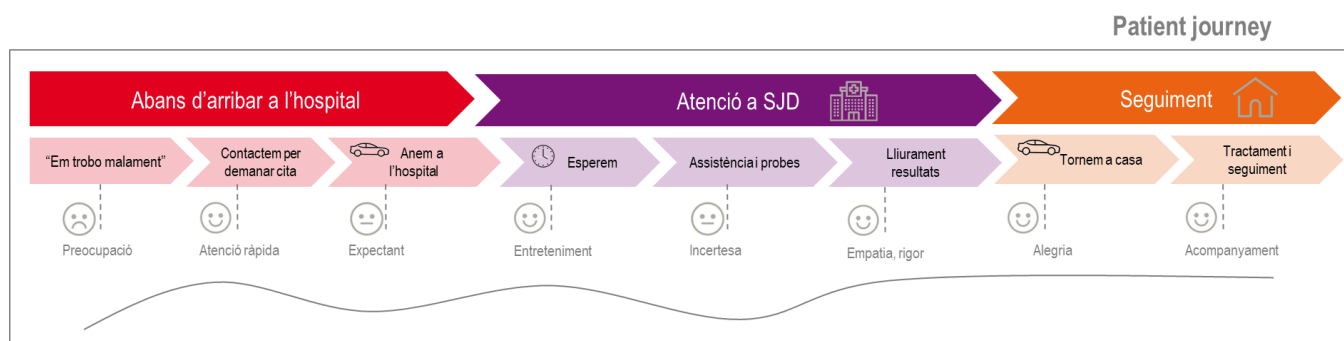 Patient journey
Abans d’arribar a l’hospital
Atenció a SJD
Seguiment
“Em trobo malament”
Contactem per
demanar cita
Anem a
l’hospital
Esperem
Assistència i probes
Lliurament
resultats
Tornem a casa
Tractament i
seguiment
Preocupació
Atenció ràpida
Expectant
Entreteniment
Incertesa
Empatia, rigor
Alegria
Acompanyament